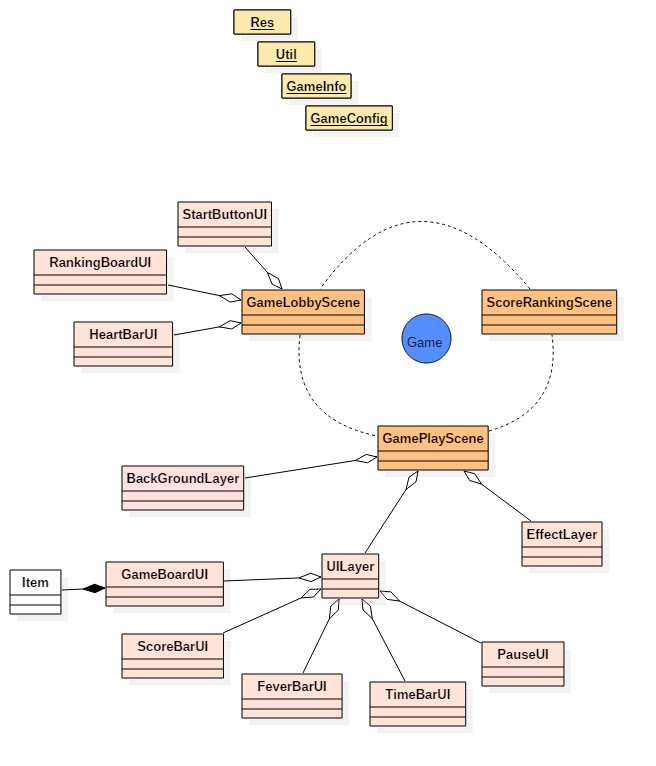 Res
Util
GameInfo
GameConfig
StartButtonUI
RankingBoardUI
GameLobbyScene
ScoreRankingScene
HeartBarUI
Game
GamePlayScene
BackGroundLayer
EffectLayer
UILayer
GameBoardUI
Item
ScoreBarUI
PauseUI
FeverBarUI
TimeBarUI